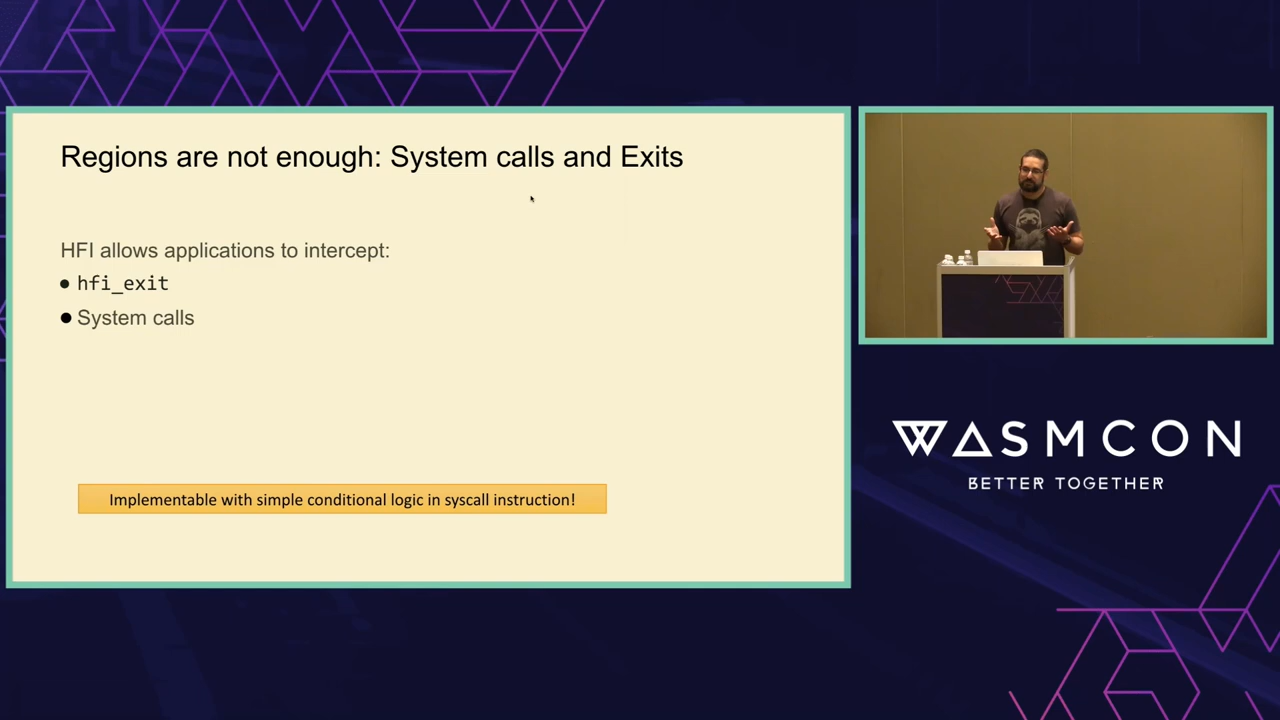 Regions are not enough: System calls and Exits
HFI allows applications to intercept:
● hfi_exit
● System calls
Implementable with simple conditional logic in syscall instruction!
WASMCON
BETTER TOGETHER